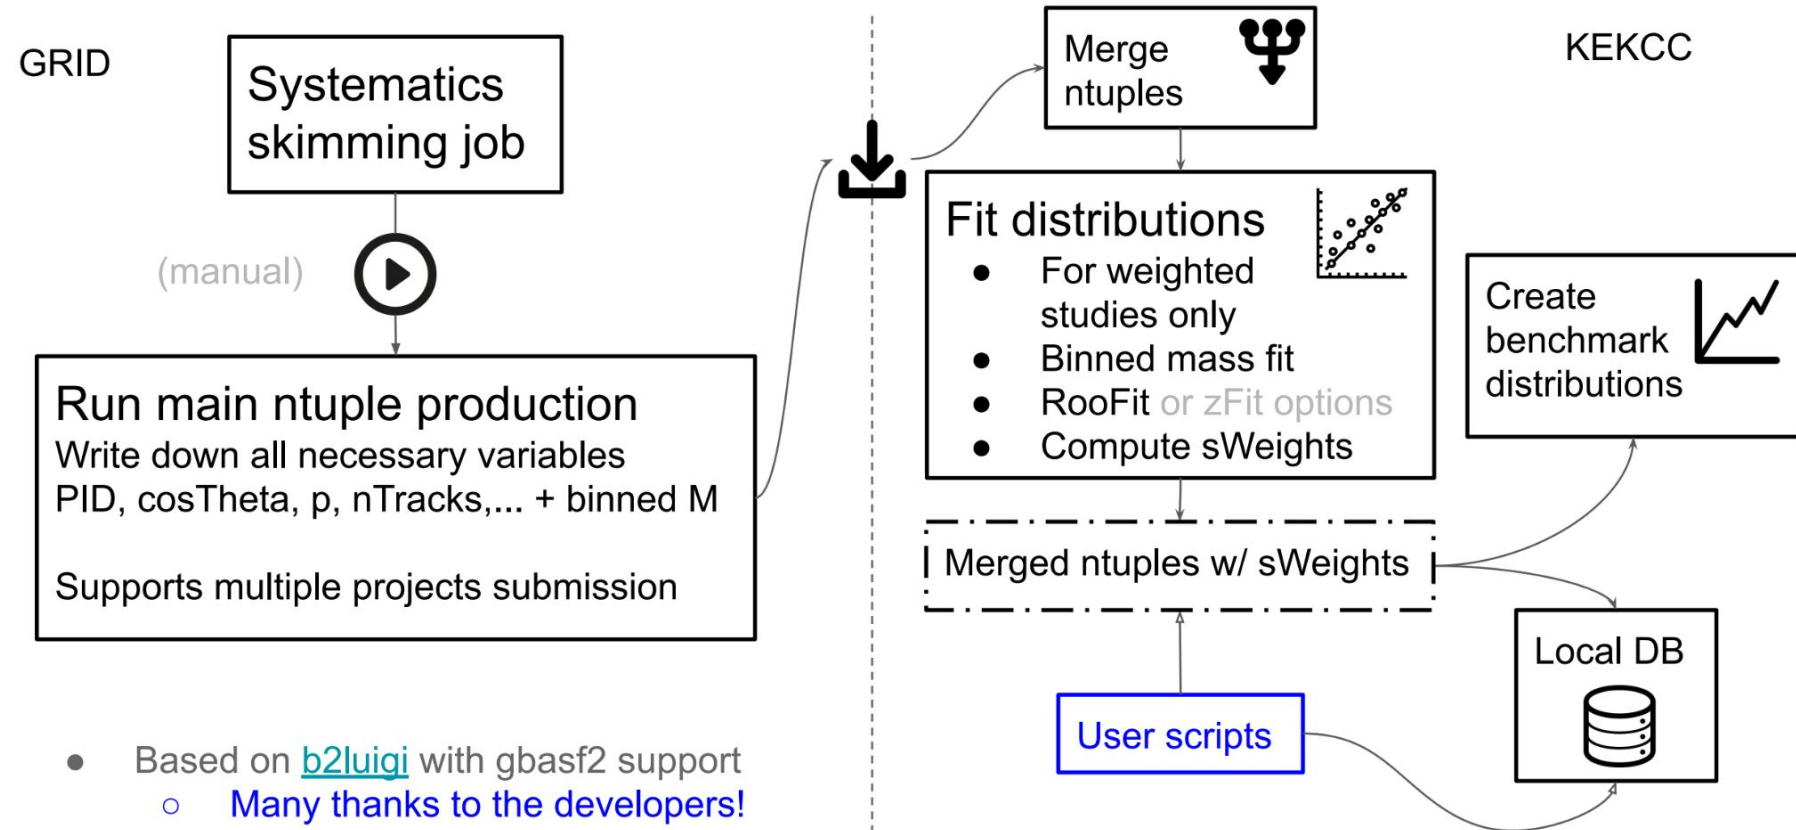 GRID
Systematics
skimming job
(manual)
Run main ntuple production
Write down all necessary variables
PID, cosTheta, p, nTracks,... + binned M
Supports multiple projects submission
● Based on b2luigi with gbasf2 support
○ Many thanks to the developers!
KEKCC
Merge
ntuples
Fit distributions
● For weighted
studies only
● Binned mass fit
● RooFit or zFit options
● Compute sWeights
Merged ntuples w/ sWeights
User scripts
Create
benchmark
distributions
Local DB